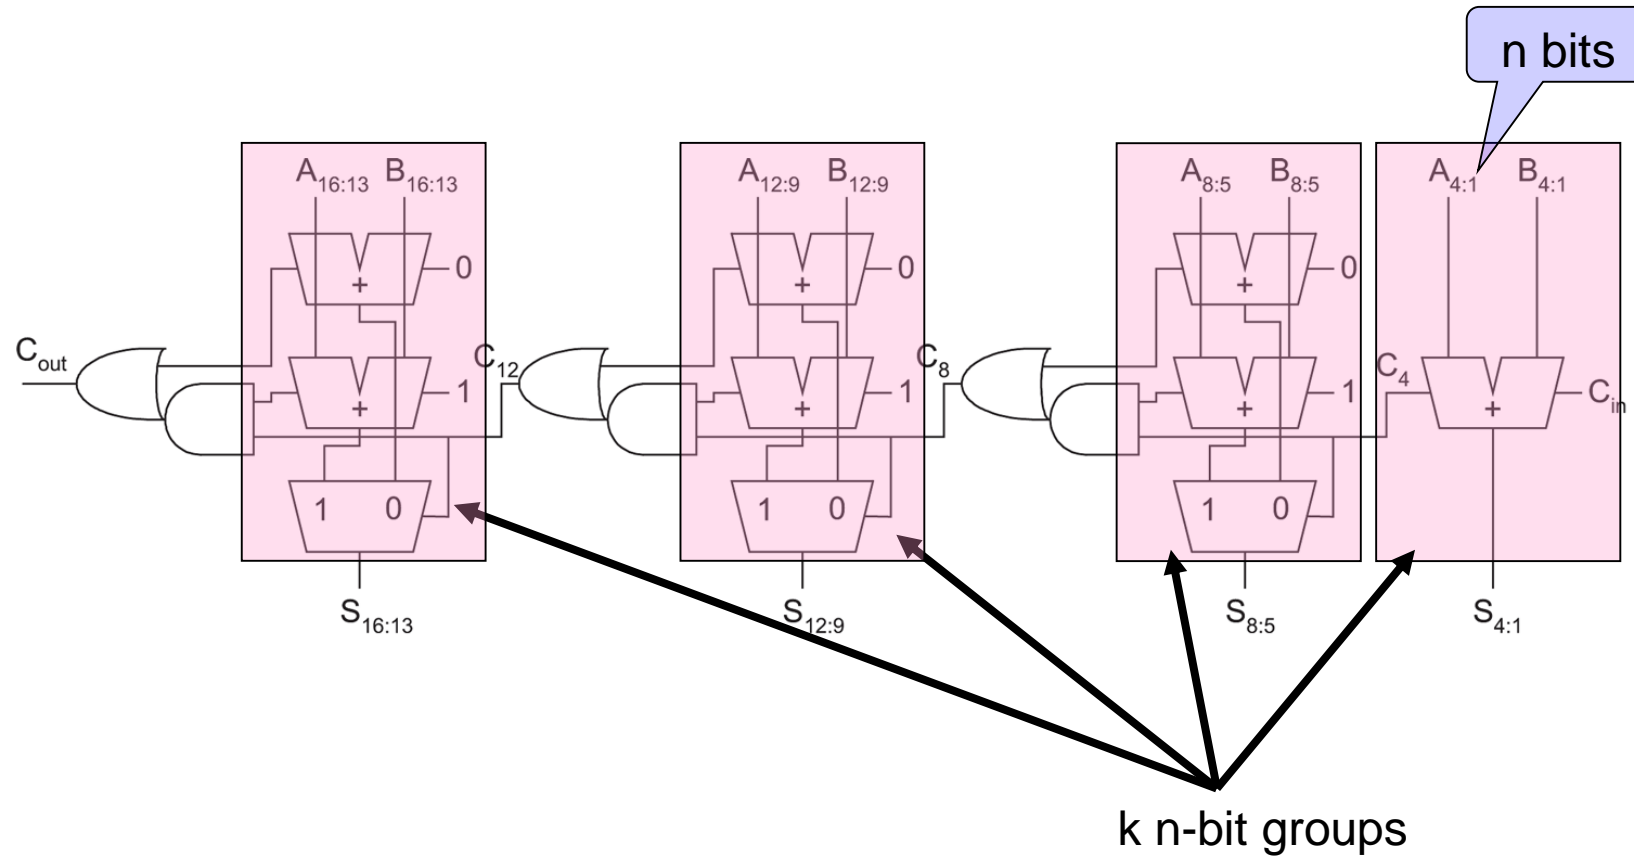 n bits
A16:13 B16:13
A12:9 B12:9
A8:5 B8:5
A4:1 B4:1
0
0
0
+
+
+
Cout
C12
C8
C4
1
1
1
Cin
+
+
+
+
1 0
1 0
1 0
S16:13
S12:9
S8:5
S4:1
k n-bit groups